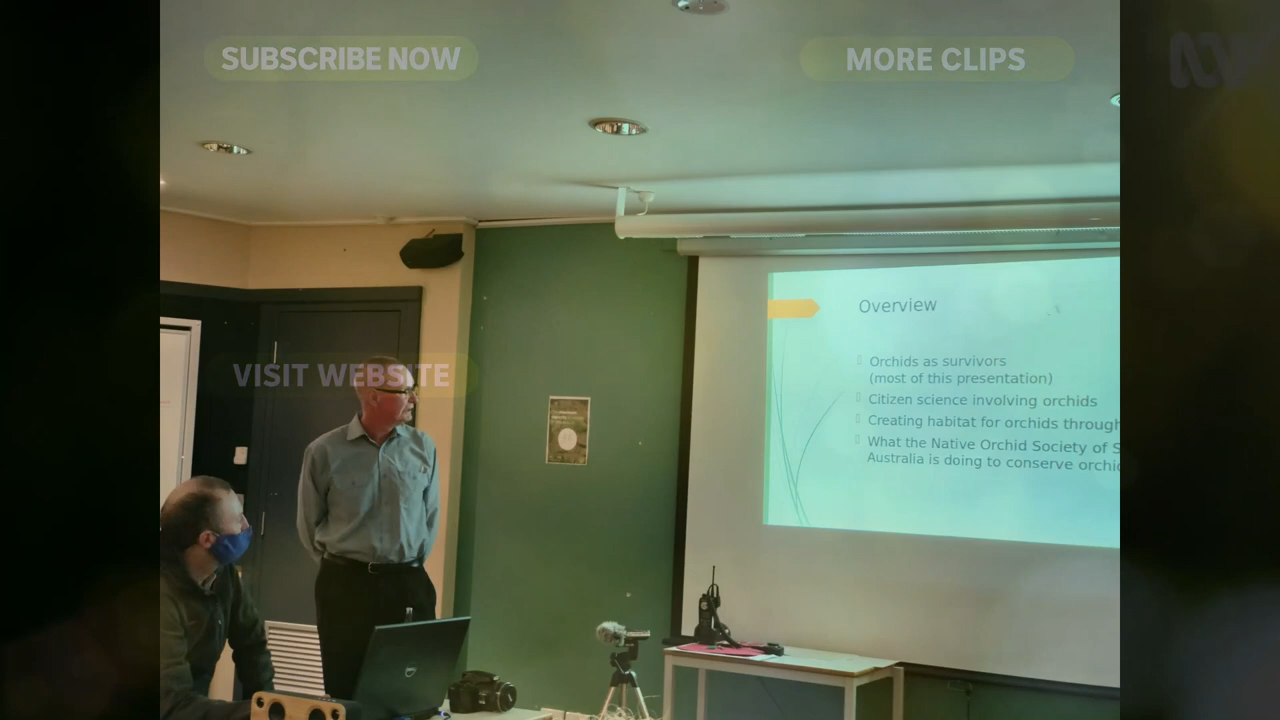 SUBSCRIBE NOW
MORE CLIPS
VISIT WEBSITE
Overview
Orchids as survivors
(most of this presentation)
Citizen science involving orchids
Creating habitat for orchids through
What the Native Orchid Society of S
Australia is doing to conserve orchi